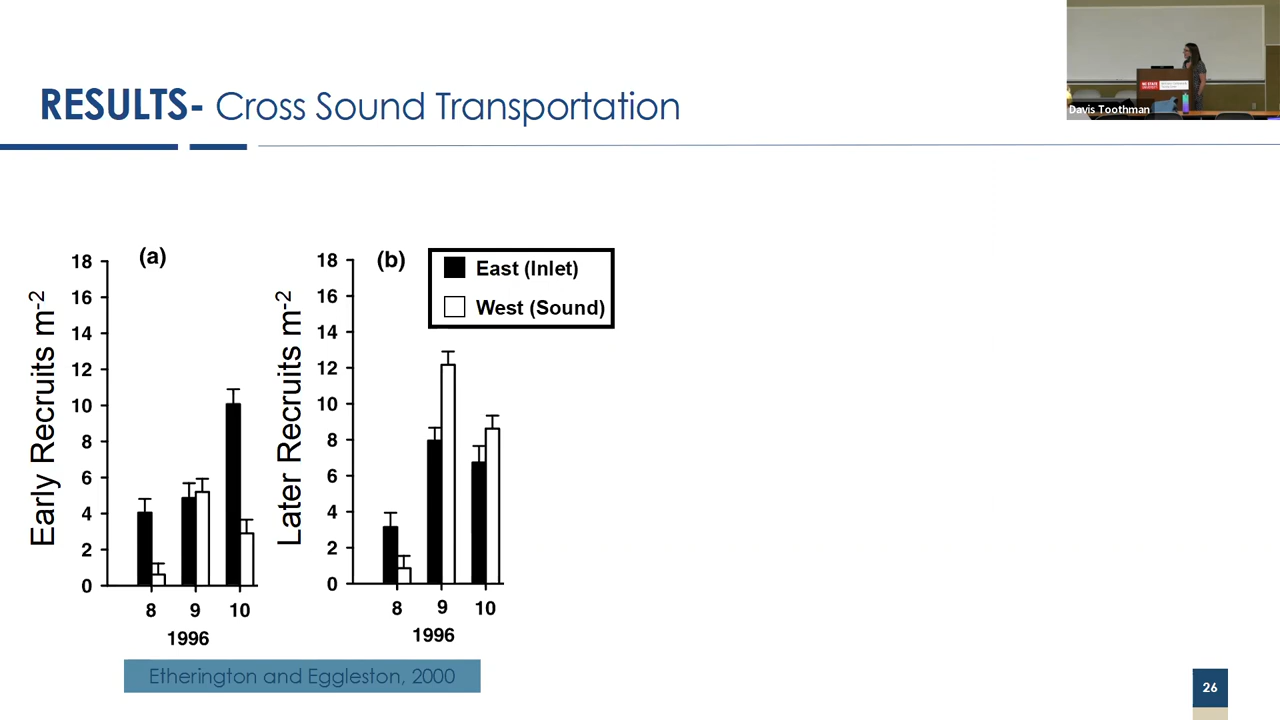 RESULTS- Cross Sound Transportation
Davis Toothman
(a)
18
16
14
12
10
8
6
4
2
0
Early Recruits m-2
8 9 10
1996
(b)
18
16
14
12
10
8
6
4
2
0
Later Recruits m-2
8 9 10
1996
East (Inlet)
West (Sound)
Etherington and Eggleston, 2000
26